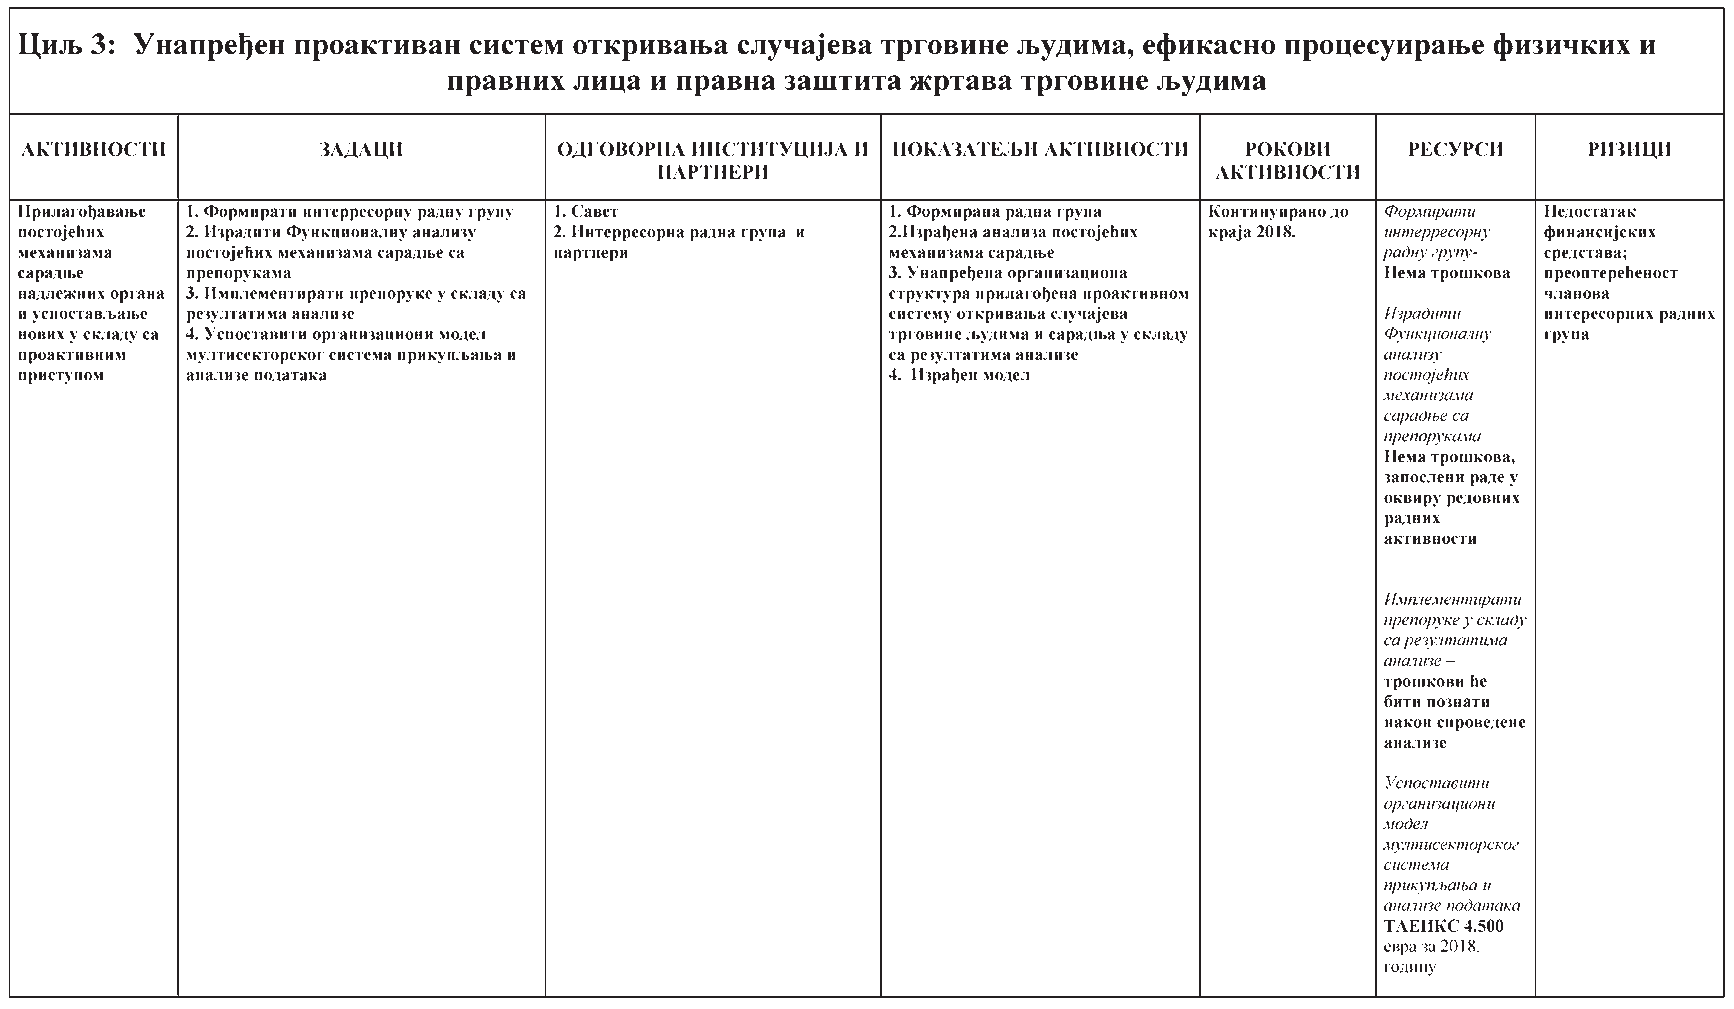 Циљ 3: Унапређен проактиван систем откривања случајева трговине људима, ефикасно процесуирање физичких и
правних лица и правна заштита жртава трговине људима
АКТИВНОСТИ
ЗАДАЦИ
ОДГОВОРНА ИНСТИТУЦИЈА И
ПАРТНЕРИ
ПОКАЗАТЕЉИ АКТИВНОСТИ
РОКОВИ
АКТИВНОСТИ
РЕСУРСИ
РИЗИЦИ
Прилагођавање
постојећих
механизама
сарадње
надлежних органа
и успостављање
нових у складу са
проактивним
приступом
1. Формирати интерресорну радну групу
2. Израдити Функционалну анализу
постојећих механизама сарадње са
препорукама
3. Имплементирати препоруке у складу са
резултатима анализе
4. Успоставити организациони модел
мултисекторског система прикупљања и
анализе података
1. Савет
2. Интерресорна радна група и
партнери
1. Формирана радна група
2.Израђена анализа постојећих
механизама сарадње
3. Унапређена организациона
структура прилагођена проактивном
систему откривања случајева
трговине људима и сарадња у складу
са резултатима анализе
4. Израђен модел
Континуирано до
краја 2018.
Формирати
интерресорну
радну групу-
Нема трошкова
Израдити
Функционалну
анализу
постојећих
механизама
сарадње са
препорукама
Нема трошкова,
запослени раде у
оквиру редовних
радних
активности
Имплементирати
препоруке у складу
са резултатима
анализе –
трошкови ће
бити познати
након спроведене
анализе
Успоставити
организациони
модел
мултисекторског
система
прикупљања и
анализе података
ТАЕИКС 4.500
евра за 2018.
годину
Недостатак
финансијских
средстава;
преоптерећеност
чланова
интересорних радних
група